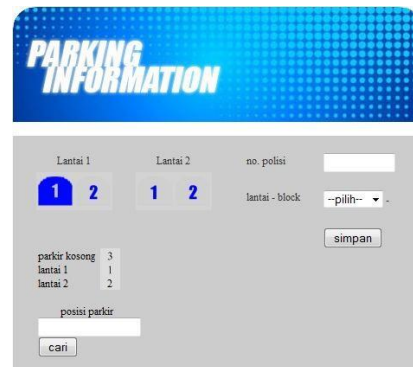 PARKING
INFORMATION
Lantai 1
1 2
Lantai 2
1 2
no. polisi
lantai - block --pilih-- -
simpan
parkir kosong 3
lantai 1 1
lantai 2 2
posisi parkir
cari